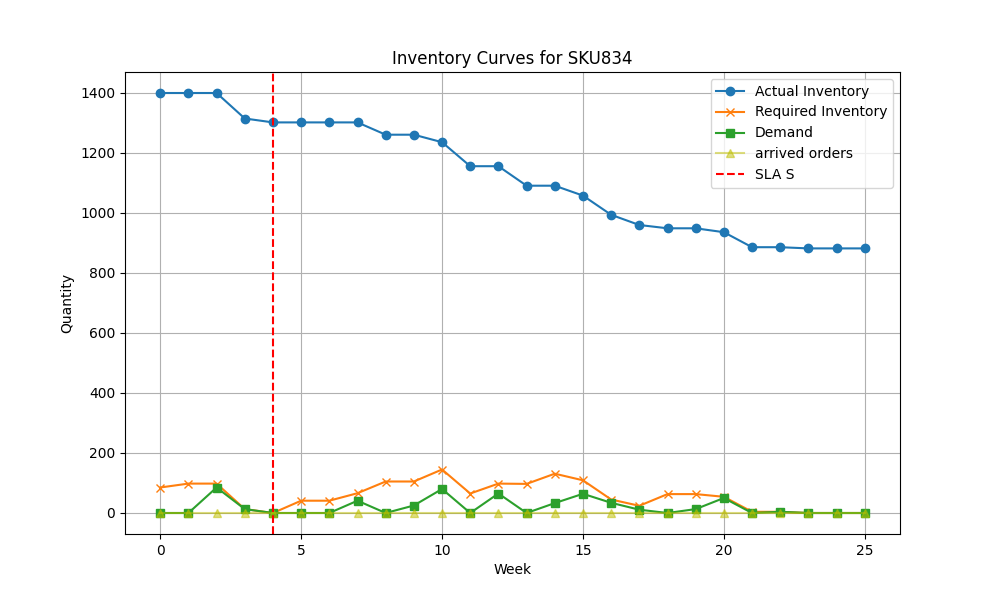 Inventory Curves for SKU834
Actual Inventory
Required Inventory
Demand
arrived orders
SLA S
Quantity
1400
1200
1000
800
600
400
200
0
0 5 10 15 20 25
Week